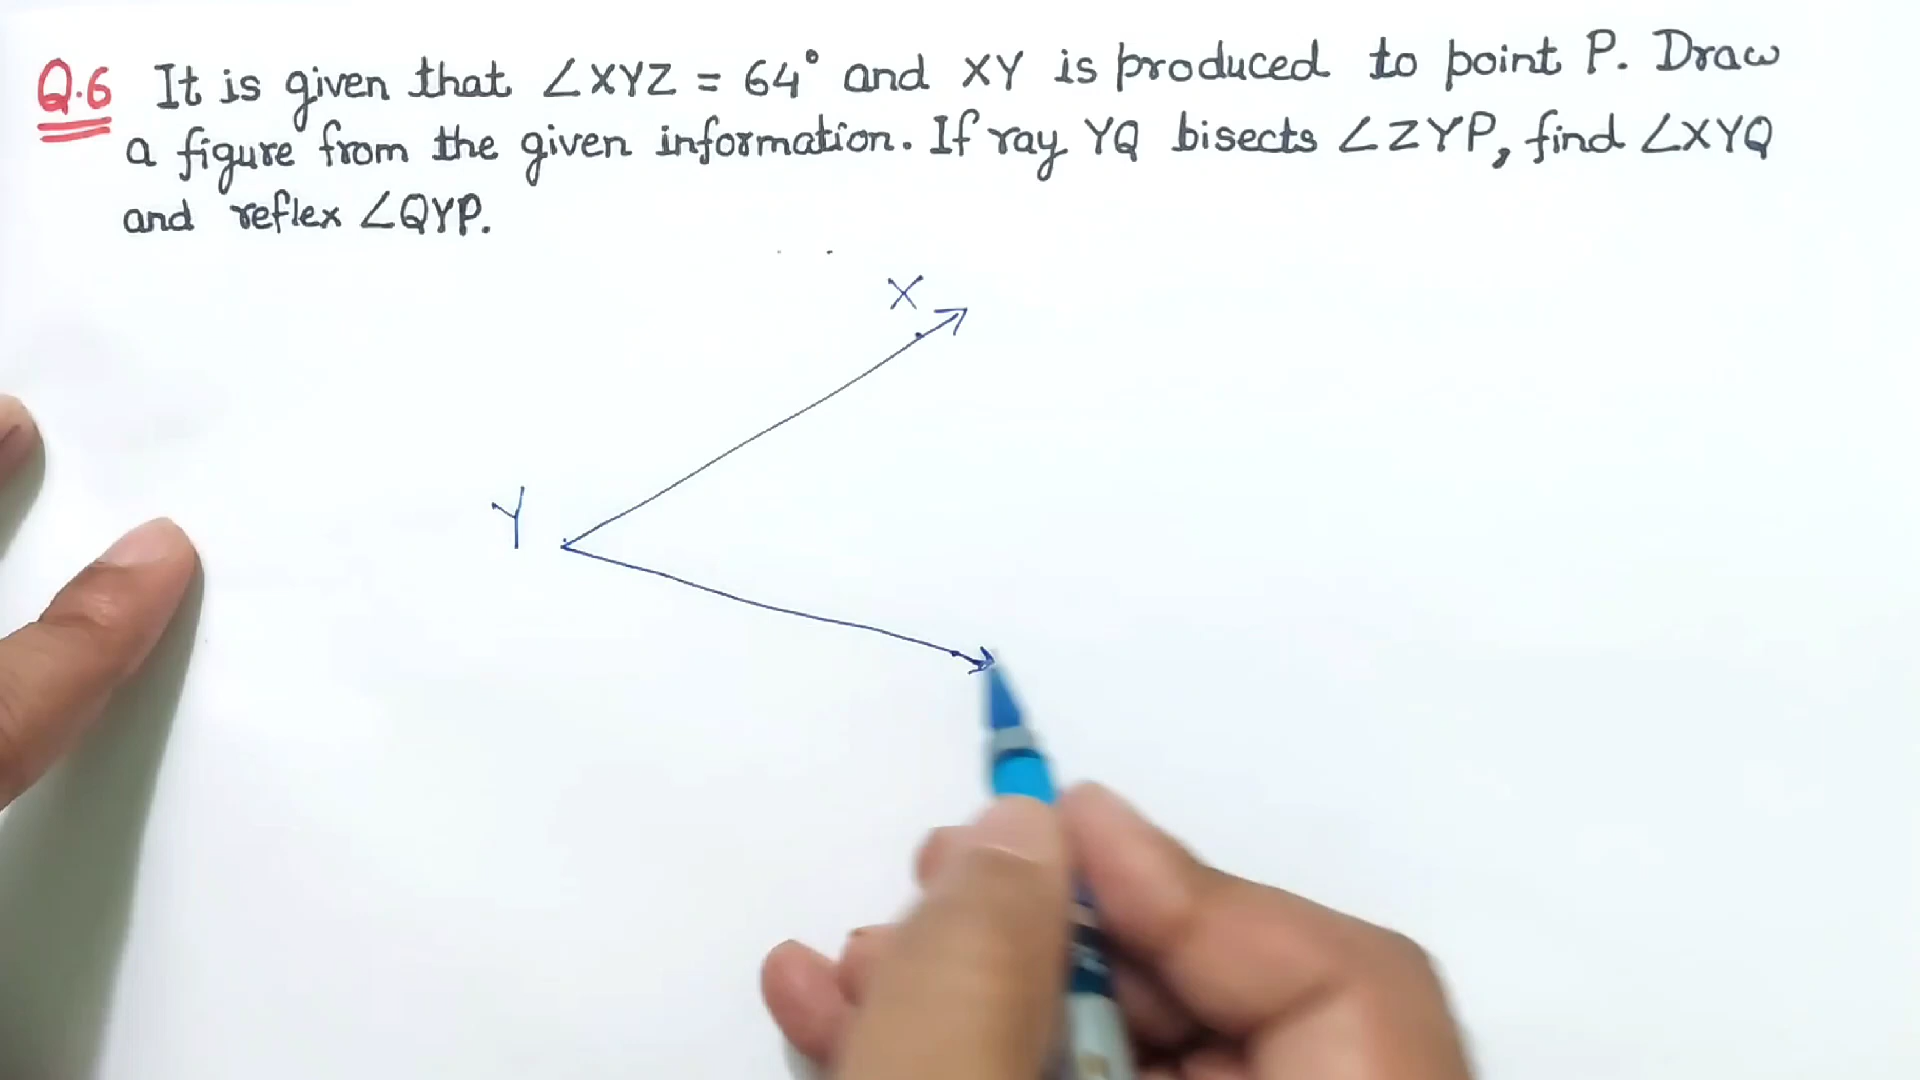 Q.6 It is given that ∠XYZ = 64° and XY is produced to point P. Draw
a figure from the given information. If ray YQ bisects ∠ZYP, find ∠XYQ
and reflex ∠QYP.
X
Y